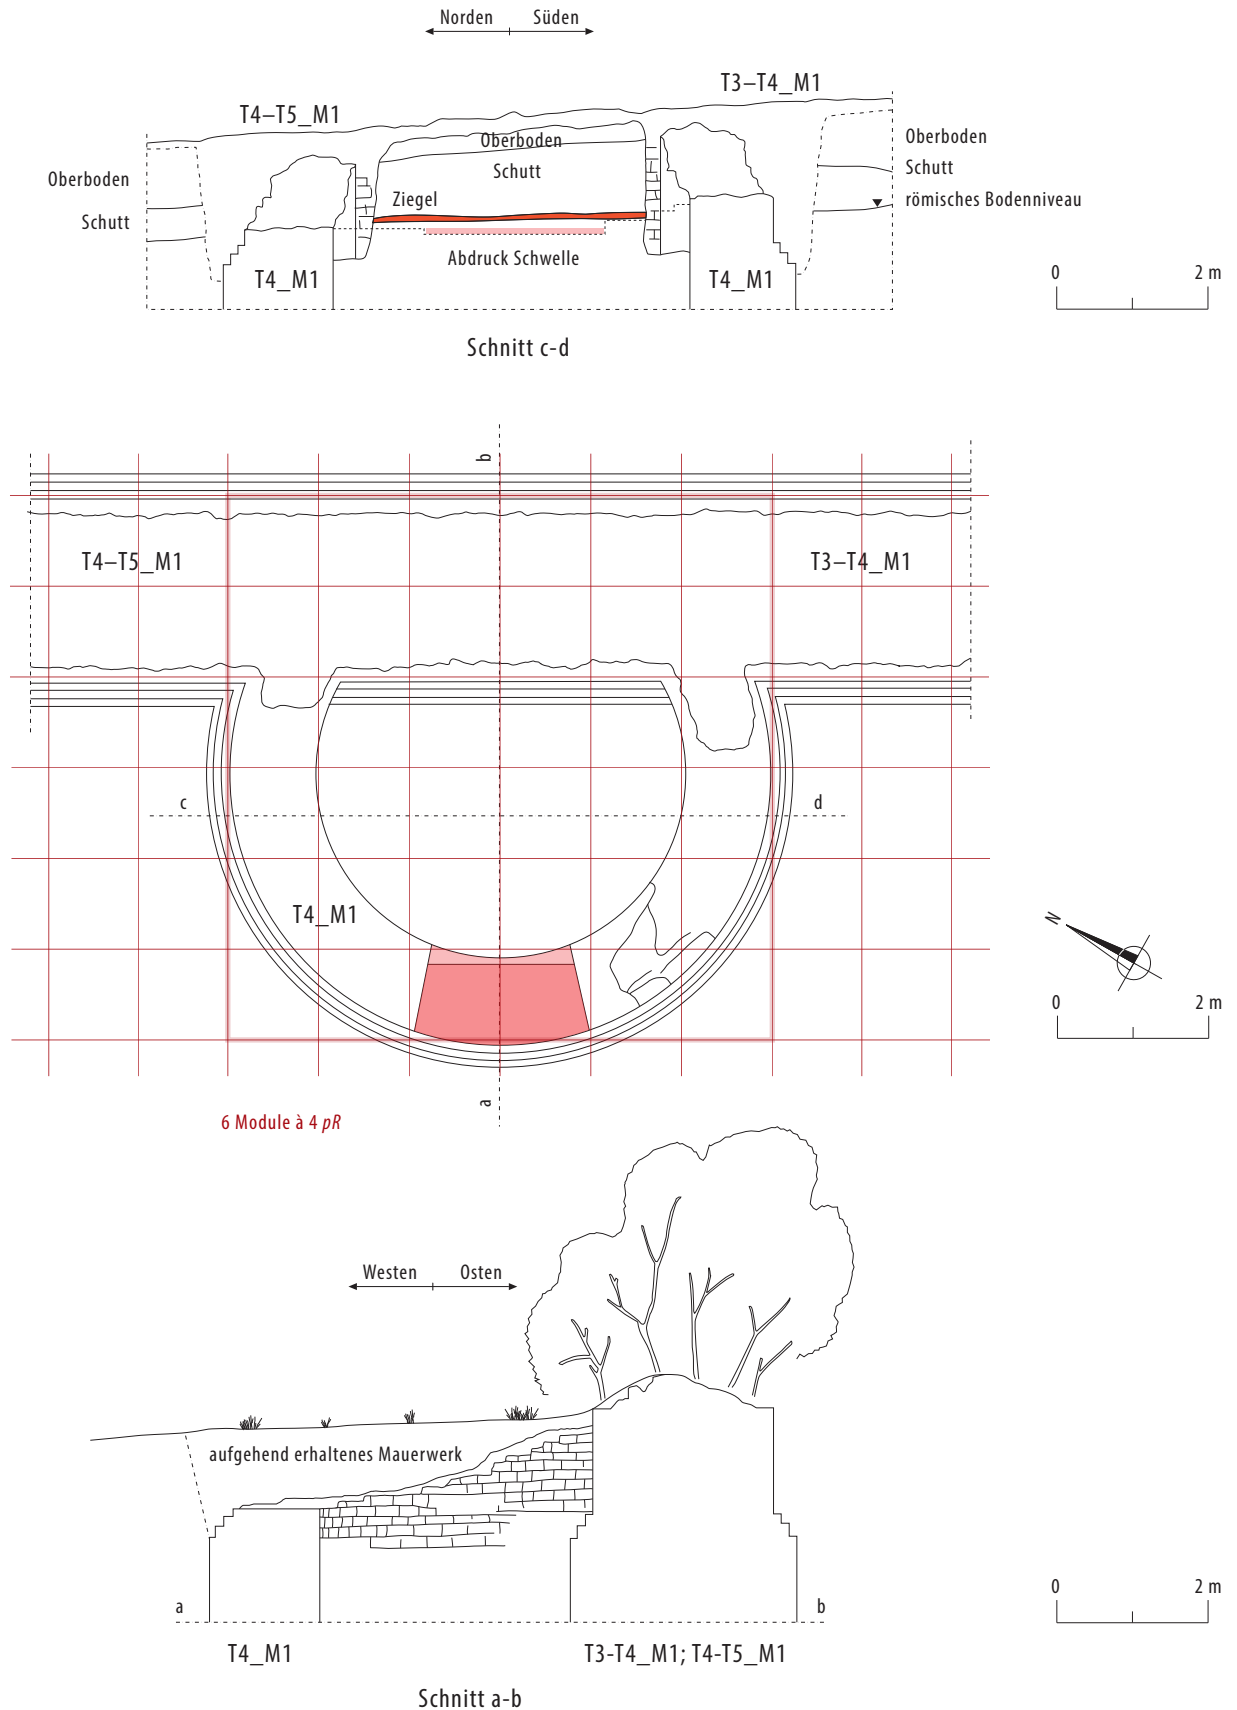 Norden Süden
T3–T4_M1
T4–T5_M1
Oberboden
Oberboden
Schutt
Schutt
Oberboden
Ziegel
römisches Bodenniveau
Schutt
Abdruck Schwelle
T4_M1
T4_M1
0 2 m
Schnitt c-d
b
T4–T5_M1
T3–T4_M1
c
d
T4_M1
N
0 2 m
a
6 Module à 4 pR
Westen Osten
aufgehend erhaltenes Mauerwerk
0 2 m
a
b
T4_M1
T3-T4_M1; T4-T5_M1
Schnitt a-b